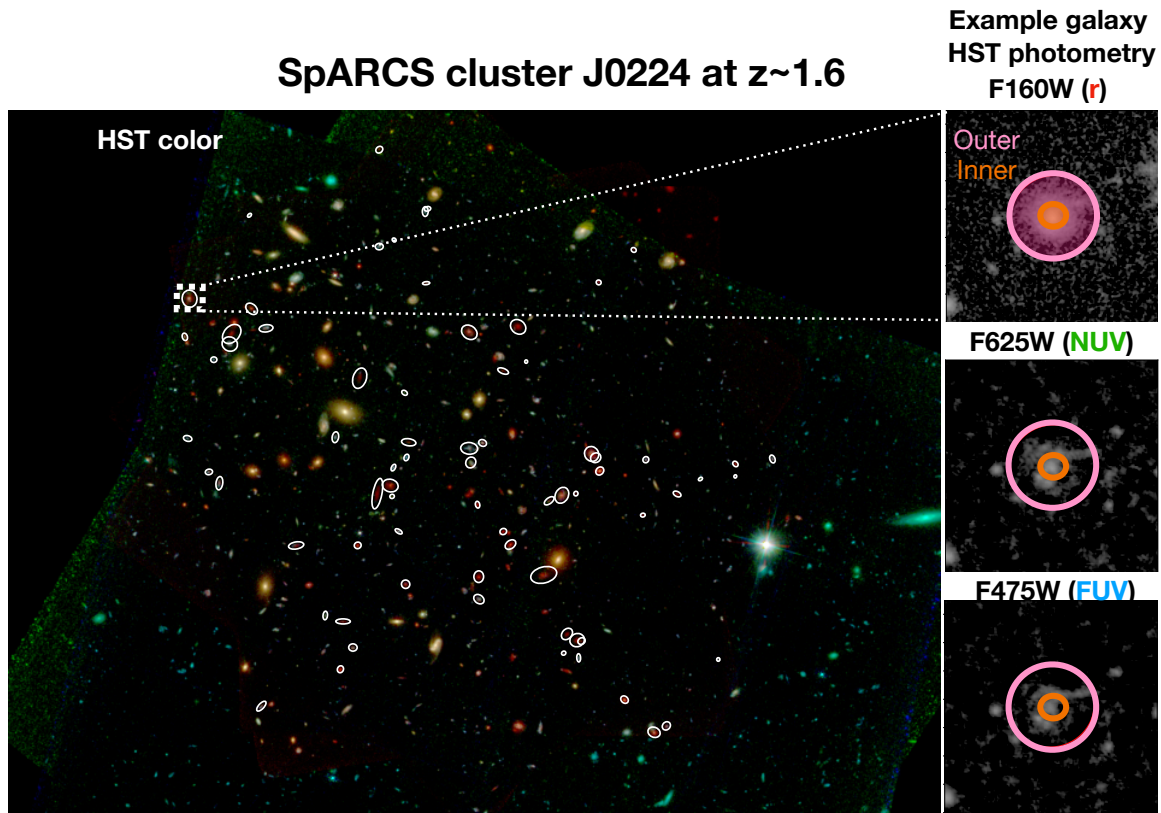 SpARCS cluster J0224 at z~1.6
HST color
Example galaxy
HST photometry
F160W (r)
Outer
Inner
F625W (NUV)
F475W (FUV)